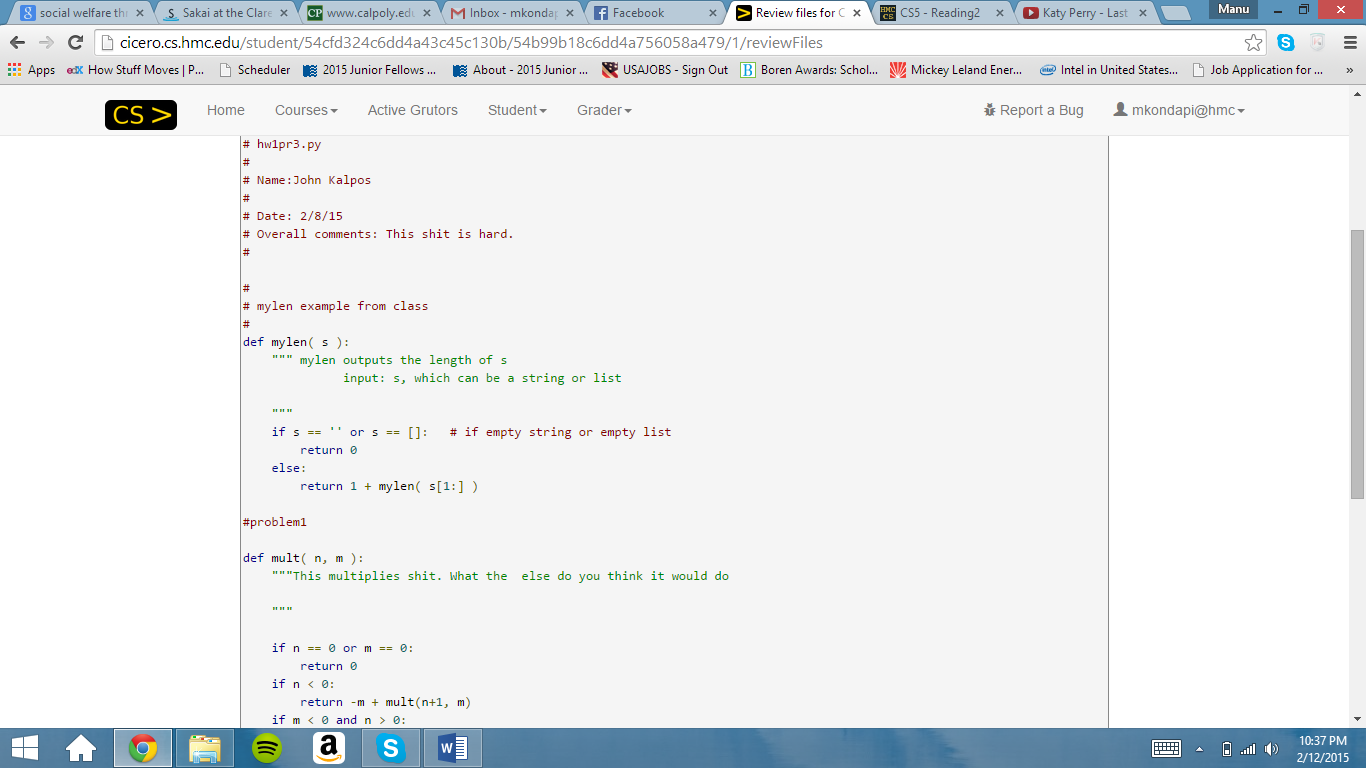 social welfare th
Sakai at the Clare
CP www.calpoly.edu
Inbox - mkondap
Facebook
Review files for C
CS5 - Reading2
Katy Perry - Last
Manu
cicero.cs.hmc.edu/student/54cfd324c6dd4a43c45c130b/54b99b18c6dd4a756058a479/1/reviewFiles
Apps
edX How Stuff Moves | P...
Scheduler
2015 Junior Fellows ...
About - 2015 Junior ...
USAJOBS - Sign Out
B Boren Awards: Schol...
Mickey Leland Ener...
intel Intel in United States...
Job Application for ...
»
CS >
Home
Courses
Active Grutors
Student
Grader
Report a Bug
mkondapi@hmc
# hw1pr3.py
#
# Name:John Kalpos
#
# Date: 2/8/15
# Overall comments: This shit is hard.
#
#
# mylen example from class
#
def mylen( s ):
""" mylen outputs the length of s
input: s, which can be a string or list
"""
if s == '' or s == []:   # if empty string or empty list
return 0
else:
return 1 + mylen( s[1:] )
#problem1
def mult( n, m ):
"""This multiplies shit. What the  else do you think it would do
"""
if n == 0 or m == 0:
return 0
if n < 0:
return -m + mult(n+1, m)
if m < 0 and n > 0:
10:37 PM
2/12/2015